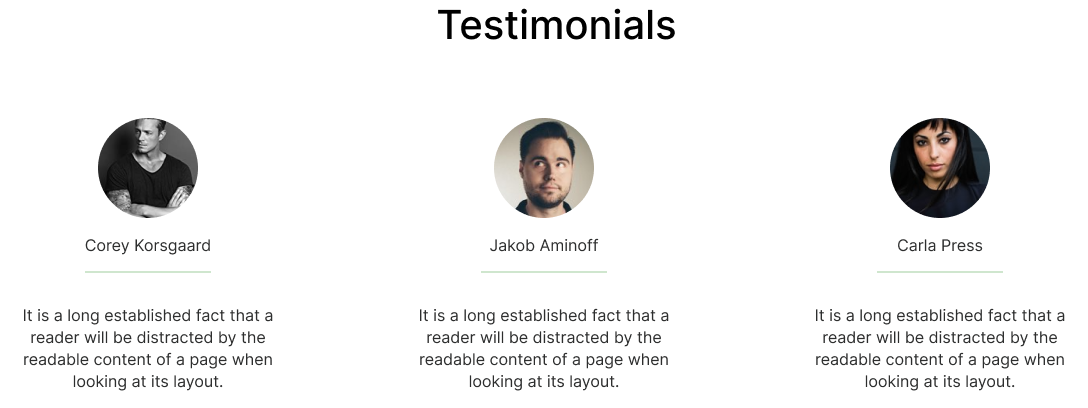 Testimonials
Corey Korsgaard
It is a long established fact that a
reader will be distracted by the
readable content of a page when
looking at its layout.
Jakob Aminoff
It is a long established fact that a
reader will be distracted by the
readable content of a page when
looking at its layout.
Carla Press
It is a long established fact that a
reader will be distracted by the
readable content of a page when
looking at its layout.